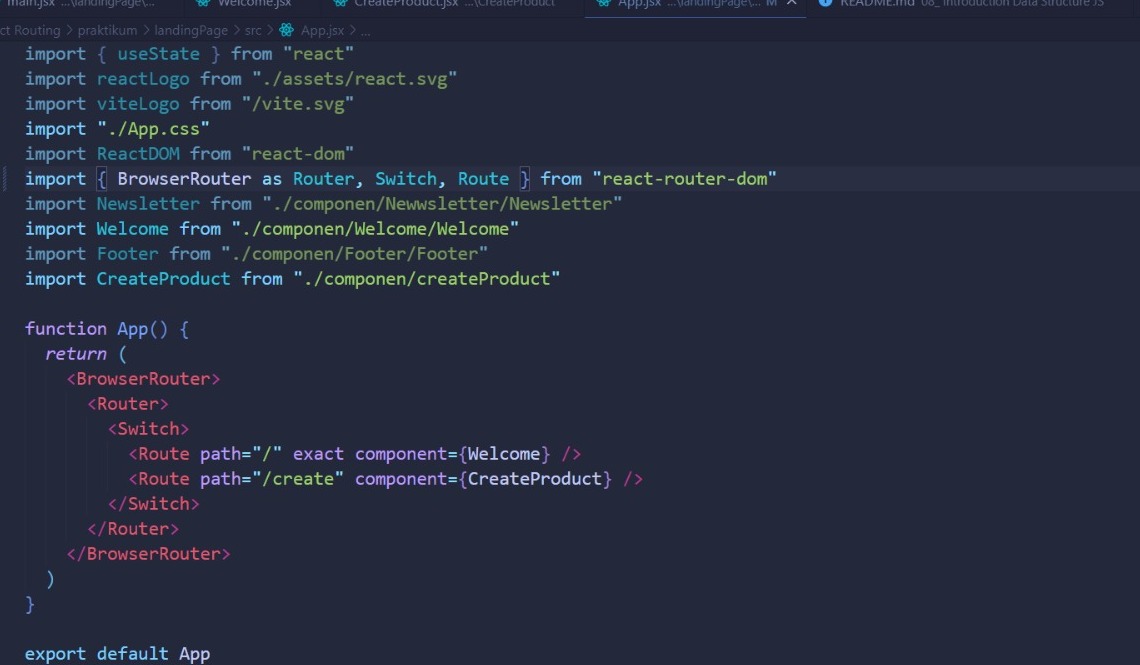 main.jsx ...\landingPage\... Welcome.jsx CreateProduct.jsx ...\CreateProduct App.jsx ...\landingPage\... M README.md 08_ Introduction Data Structure JS
ct Routing > praktikum > landingPage > src > App.jsx > ...
import { useState } from "react"
import reactLogo from "./assets/react.svg"
import viteLogo from "/vite.svg"
import "./App.css"
import ReactDOM from "react-dom"
import { BrowserRouter as Router, Switch, Route } from "react-router-dom"
import Newsletter from "./componen/Newwsletter/Newsletter"
import Welcome from "./componen/Welcome/Welcome"
import Footer from "./componen/Footer/Footer"
import CreateProduct from "./componen/createProduct"
function App() {
return (
<BrowserRouter>
<Router>
<Switch>
<Route path="/" exact component={Welcome} />
<Route path="/create" component={CreateProduct} />
</Switch>
</Router>
</BrowserRouter>
)
}
export default App